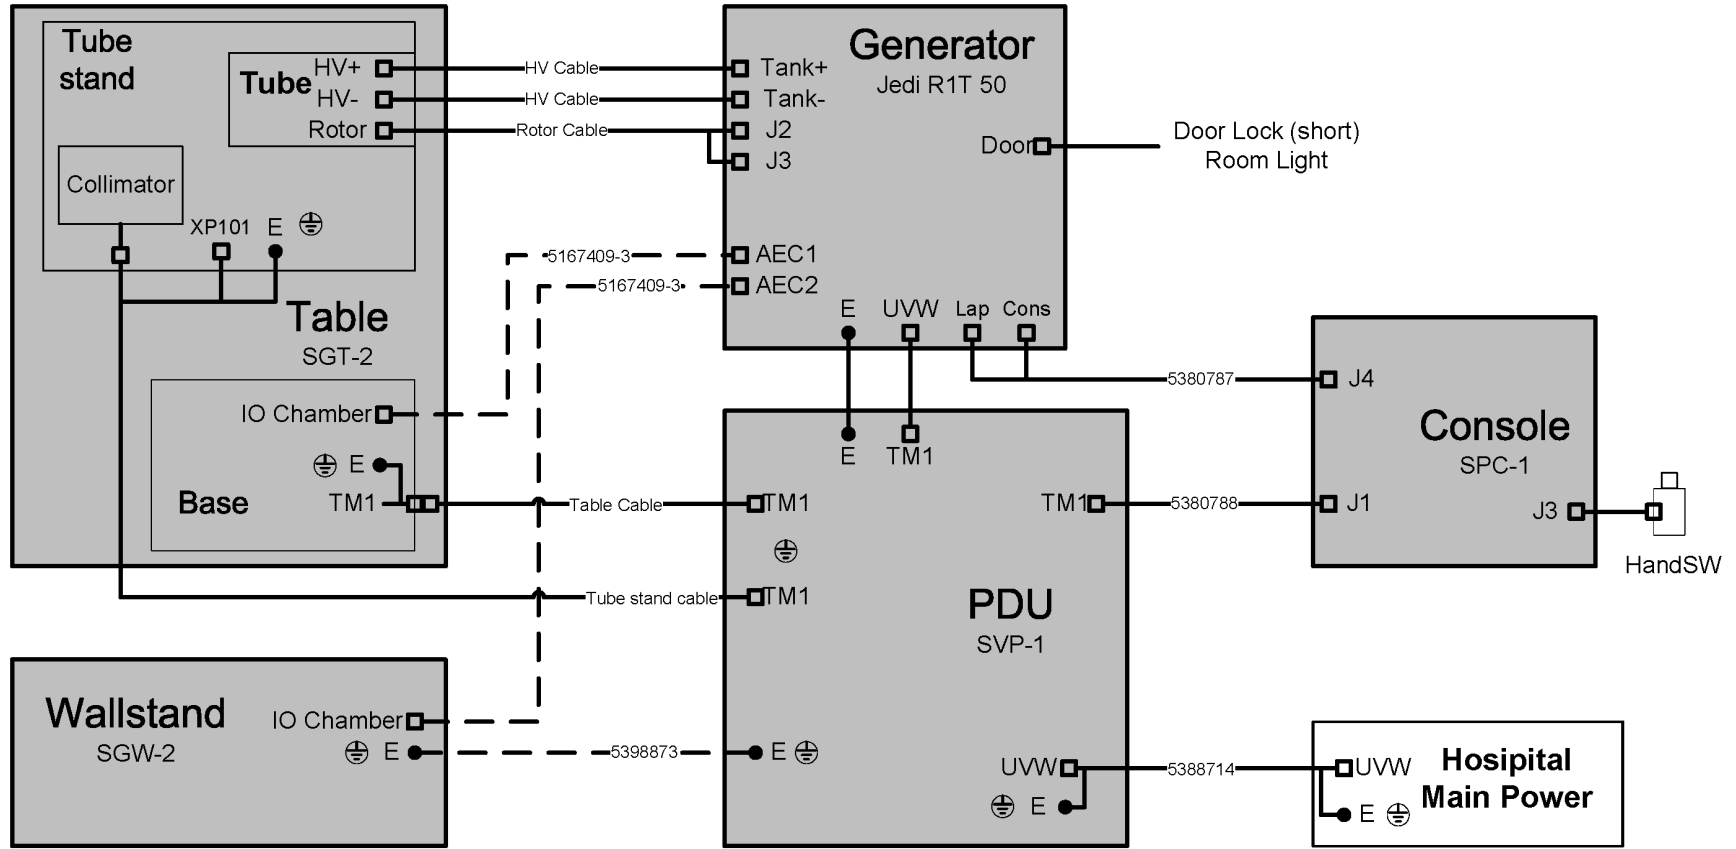 Tube
stand
Tube
HV+
HV-
Rotor
Collimator
XP101
E
Table
SGT-2
IO Chamber
E
TM1
Base
HV Cable
HV Cable
Rotor Cable
5167409-3
5167409-3
Table Cable
Tube stand cable
Generator
Jedi R1T 50
Tank+
Tank-
J2
J3
Door
AEC1
AEC2
E
UVW
Lap
Cons
Door Lock (short)
Room Light
5380787
J4
Console
SPC-1
J1
J3
HandSW
5380788
E
TM1
TM1
TM1
TM1
PDU
SVP-1
E
UVW
E
Wallstand
SGW-2
IO Chamber
E
5398873
5388714
UVW
E
Hosipital
Main Power